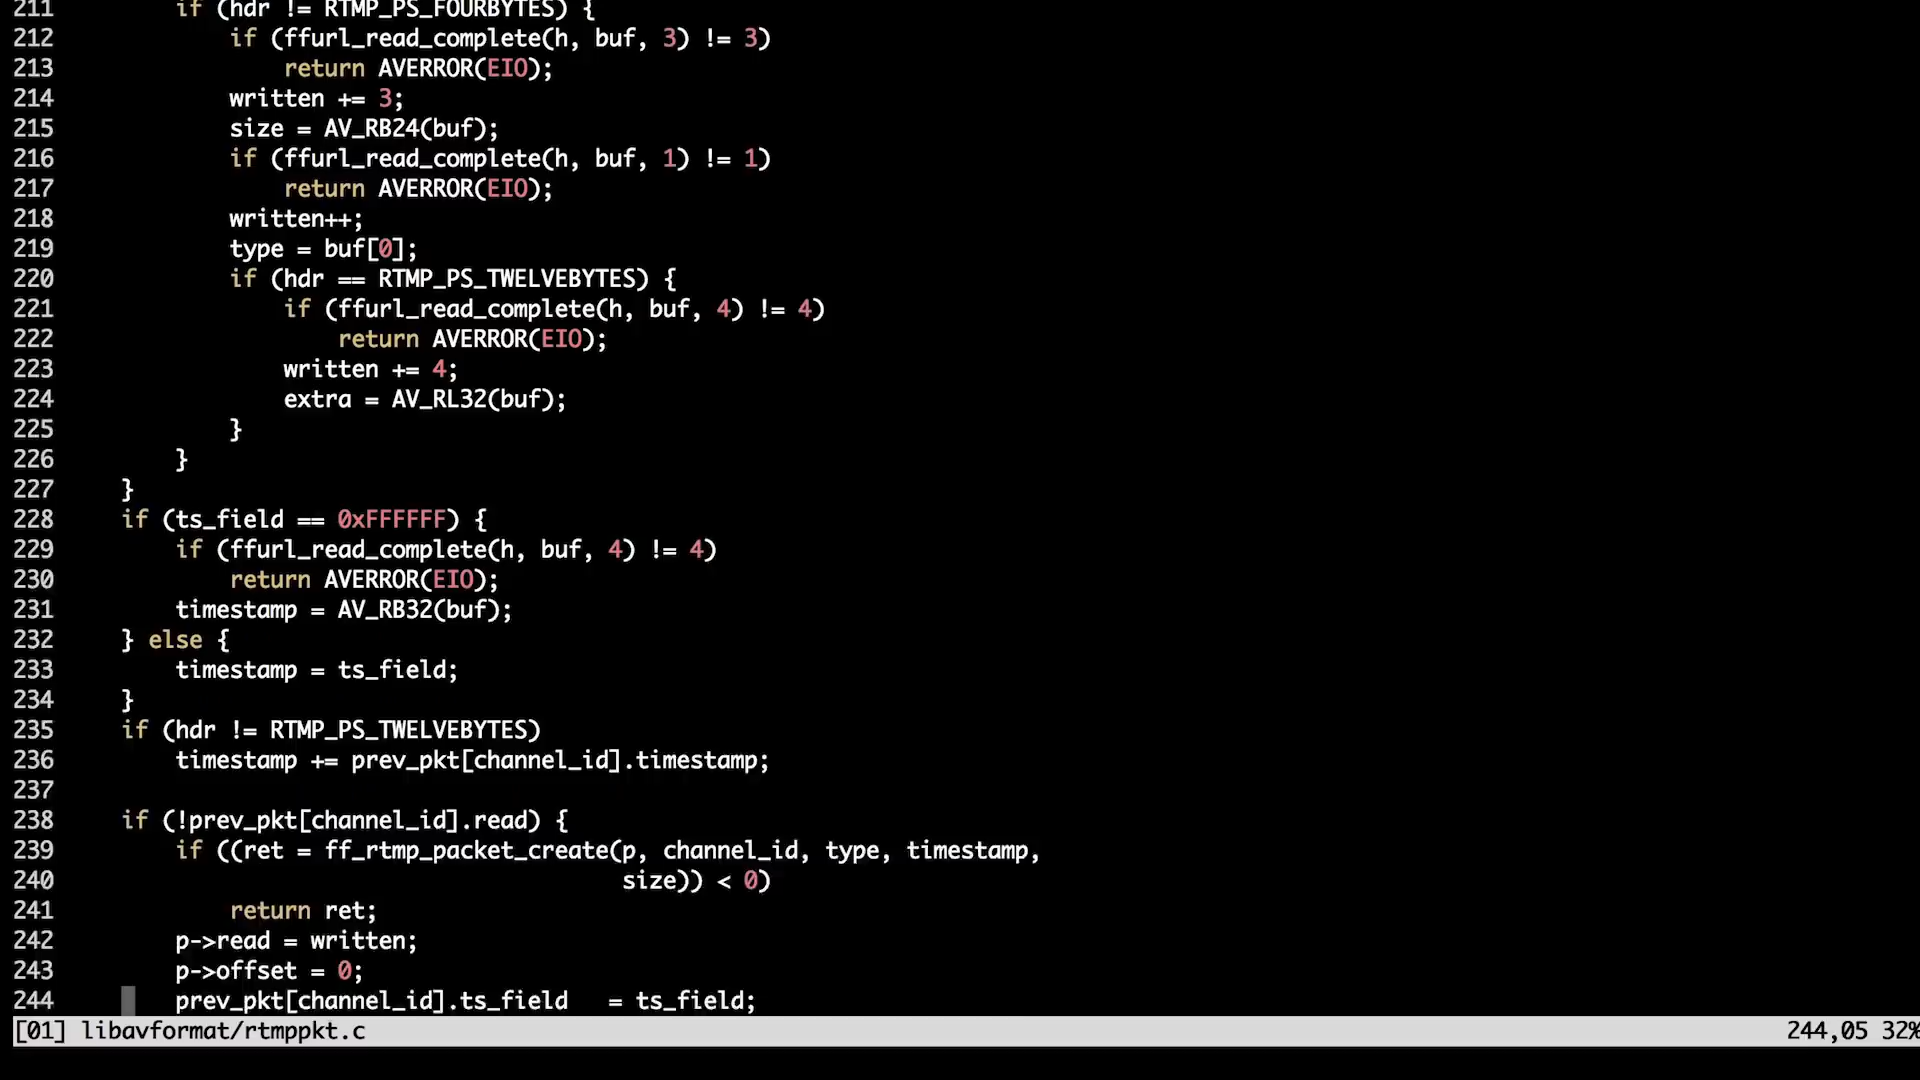 211         if (hdr != RTMP_PS_FOURBYTES) {
212             if (ffurl_read_complete(h, buf, 3) != 3)
213                 return AVERROR(EIO);
214             written += 3;
215             size = AV_RB24(buf);
216             if (ffurl_read_complete(h, buf, 1) != 1)
217                 return AVERROR(EIO);
218             written++;
219             type = buf[0];
220             if (hdr == RTMP_PS_TWELVEBYTES) {
221                 if (ffurl_read_complete(h, buf, 4) != 4)
222                     return AVERROR(EIO);
223                 written += 4;
224                 extra = AV_RL32(buf);
225             }
226         }
227     }
228     if (ts_field == 0xFFFFFF) {
229         if (ffurl_read_complete(h, buf, 4) != 4)
230             return AVERROR(EIO);
231         timestamp = AV_RB32(buf);
232     } else {
233         timestamp = ts_field;
234     }
235     if (hdr != RTMP_PS_TWELVEBYTES)
236         timestamp += prev_pkt[channel_id].timestamp;
237
238     if (!prev_pkt[channel_id].read) {
239         if ((ret = ff_rtmp_packet_create(p, channel_id, type, timestamp,
240                                          size)) < 0)
241             return ret;
242         p->read = written;
243         p->offset = 0;
244         prev_pkt[channel_id].ts_field   = ts_field;
[01] libavformat/rtmppkt.c 244,05 32%